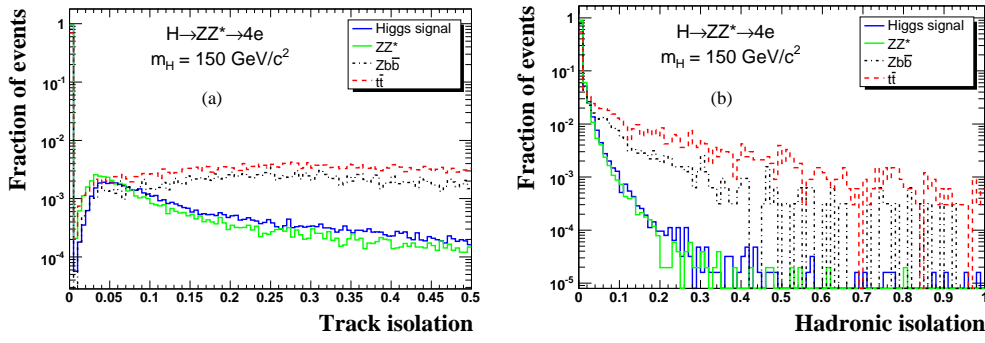 Fraction of events
1
10⁻¹
10⁻²
10⁻³
10⁻⁴
H→ZZ*→4e
m_H = 150 GeV/c²
(a)
Higgs signal
ZZ*
Zbb̄
tt̄
0 0.05 0.1 0.15 0.2 0.25 0.3 0.35 0.4 0.45 0.5
Track isolation
Fraction of events
1
10⁻¹
10⁻²
10⁻³
10⁻⁴
10⁻⁵
H→ZZ*→4e
m_H = 150 GeV/c²
(b)
Higgs signal
ZZ*
Zbb̄
tt̄
0 0.1 0.2 0.3 0.4 0.5 0.6 0.7 0.8 0.9 1
Hadronic isolation